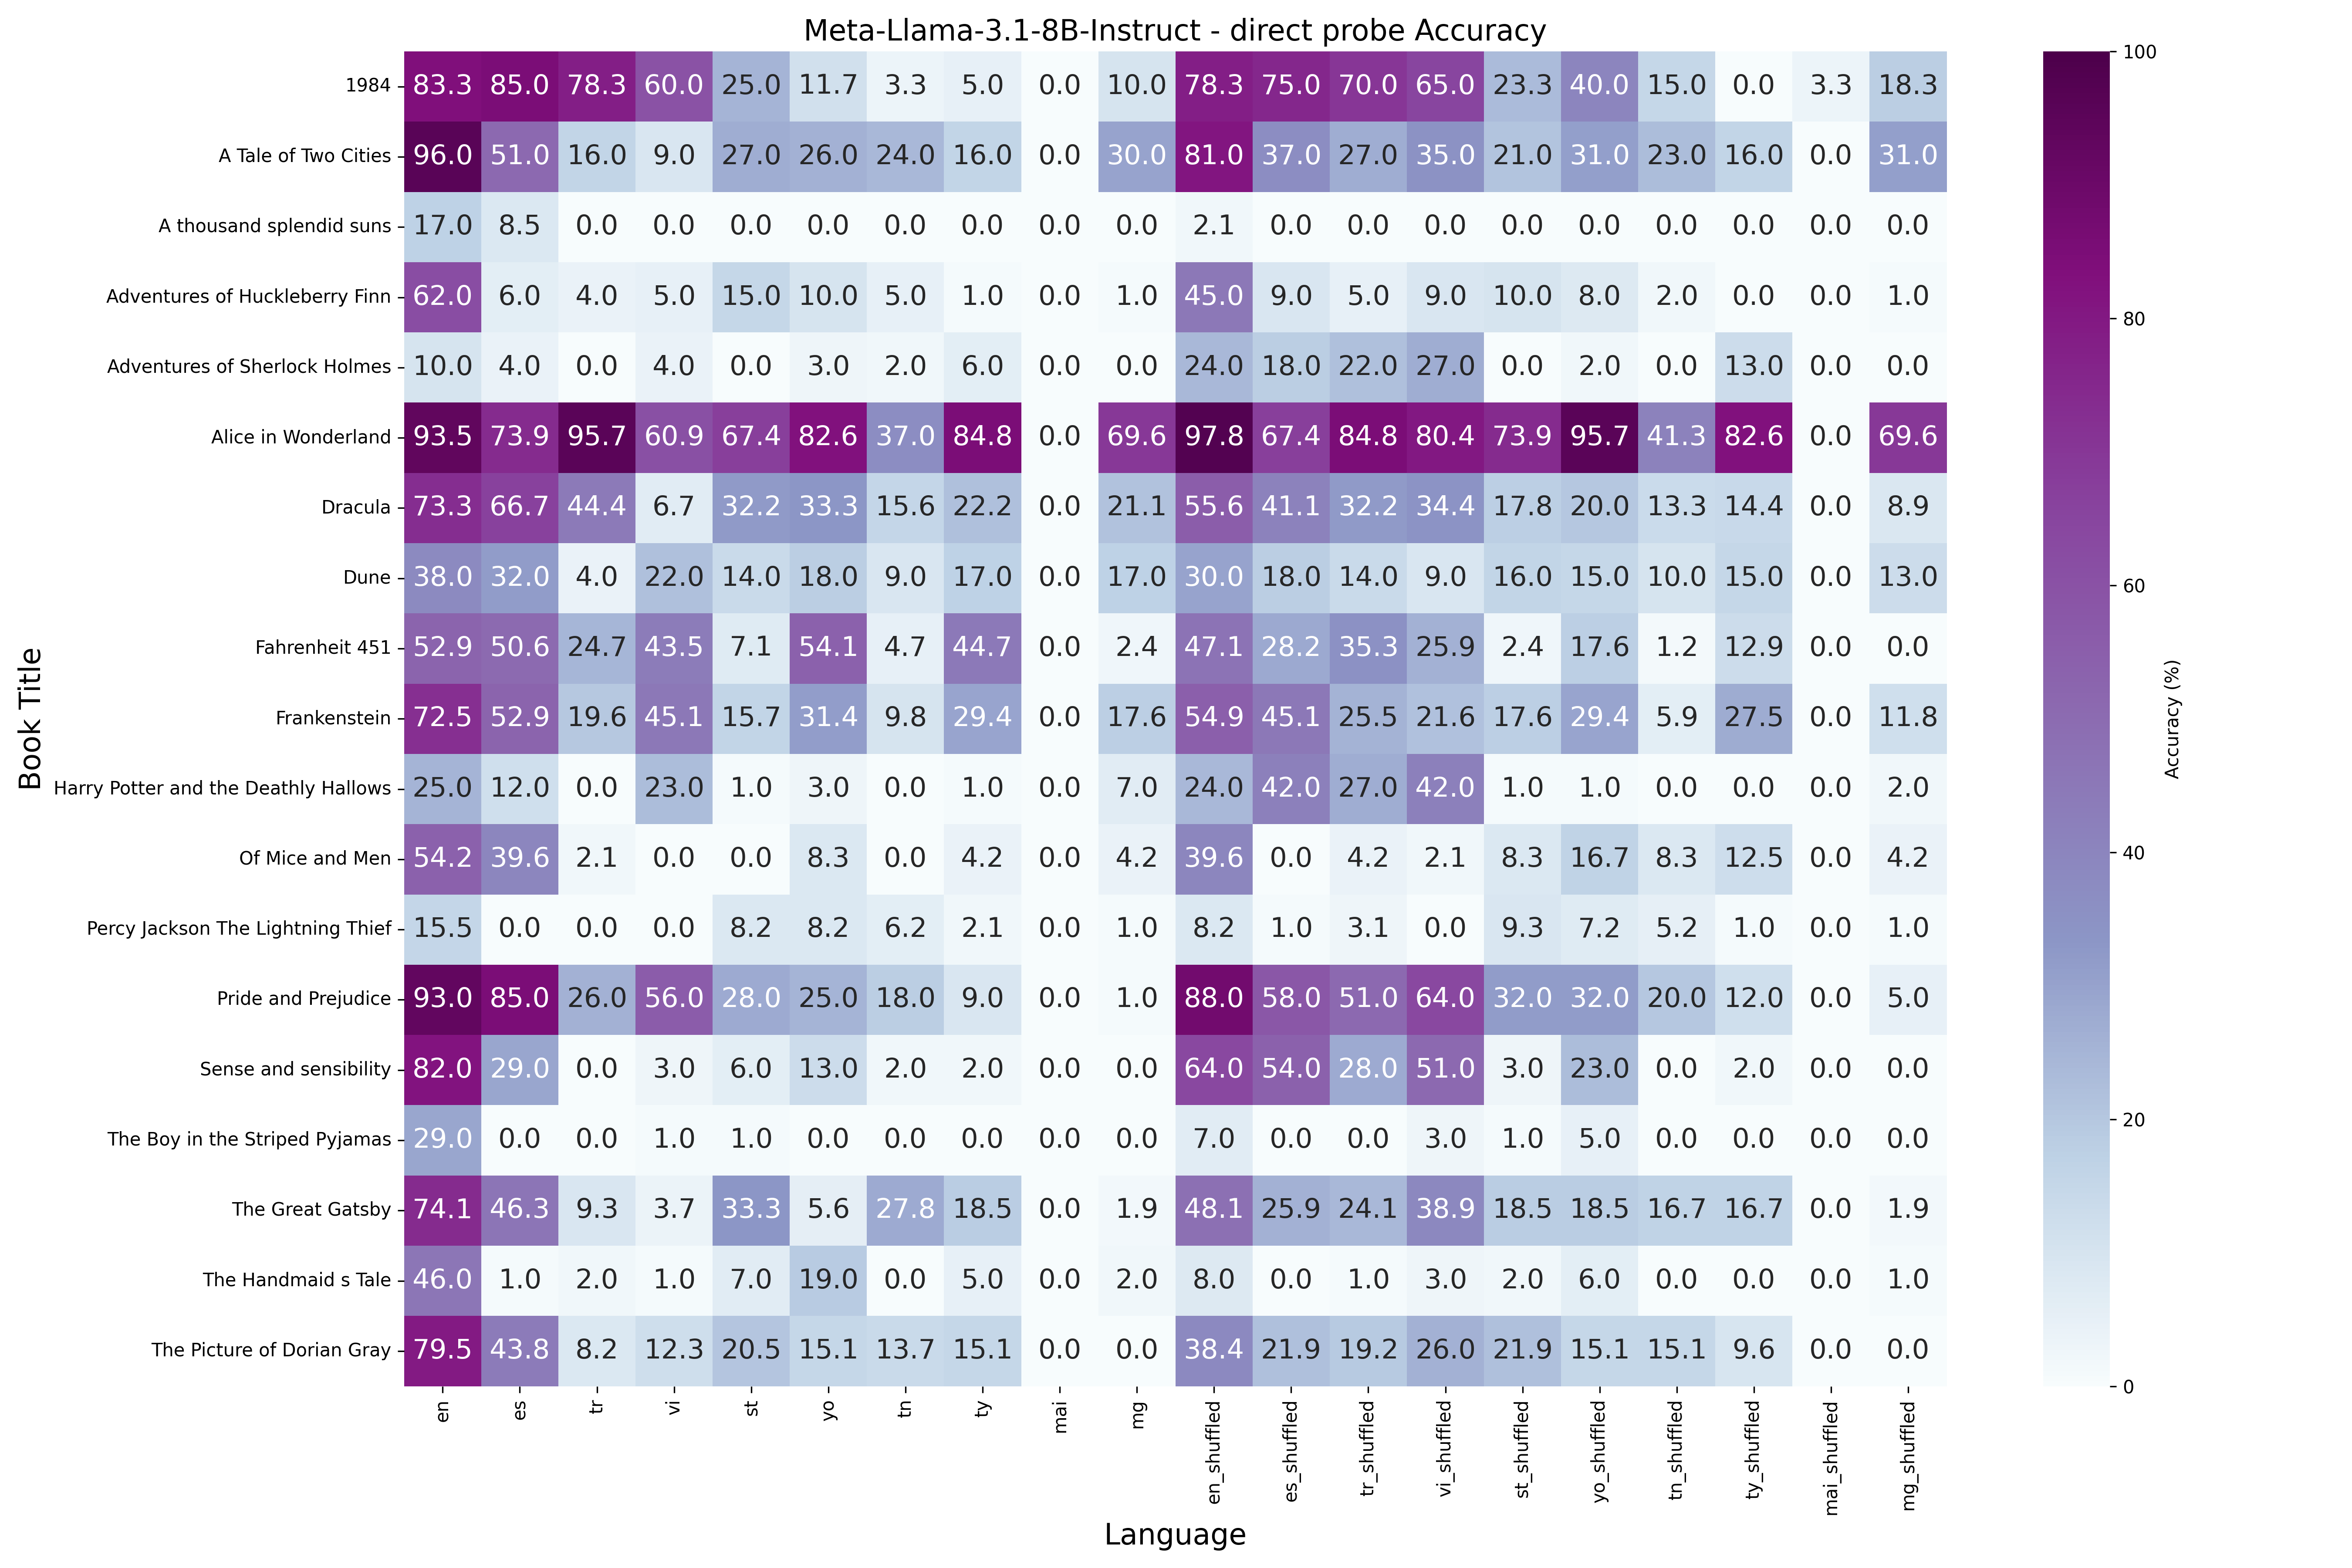 Meta-Llama-3.1-8B-Instruct - direct probe Accuracy
Book Title
1984 83.3 85.0 78.3 60.0 25.0 11.7 3.3 5.0 0.0 10.0 78.3 75.0 70.0 65.0 23.3 40.0 15.0 0.0 3.3 18.3
A Tale of Two Cities 96.0 51.0 16.0 9.0 27.0 26.0 24.0 16.0 0.0 30.0 81.0 37.0 27.0 35.0 21.0 31.0 23.0 16.0 0.0 31.0
A thousand splendid suns 17.0 8.5 0.0 0.0 0.0 0.0 0.0 0.0 0.0 0.0 2.1 0.0 0.0 0.0 0.0 0.0 0.0 0.0 0.0 0.0
Adventures of Huckleberry Finn 62.0 6.0 4.0 5.0 15.0 10.0 5.0 1.0 0.0 1.0 45.0 9.0 5.0 9.0 10.0 8.0 2.0 0.0 0.0 1.0
Adventures of Sherlock Holmes 10.0 4.0 0.0 4.0 0.0 3.0 2.0 6.0 0.0 0.0 24.0 18.0 22.0 27.0 0.0 2.0 0.0 13.0 0.0 0.0
Alice in Wonderland 93.5 73.9 95.7 60.9 67.4 82.6 37.0 84.8 0.0 69.6 97.8 67.4 84.8 80.4 73.9 95.7 41.3 82.6 0.0 69.6
Dracula 73.3 66.7 44.4 6.7 32.2 33.3 15.6 22.2 0.0 21.1 55.6 41.1 32.2 34.4 17.8 20.0 13.3 14.4 0.0 8.9
Dune 38.0 32.0 4.0 22.0 14.0 18.0 9.0 17.0 0.0 17.0 30.0 18.0 14.0 9.0 16.0 15.0 10.0 15.0 0.0 13.0
Fahrenheit 451 52.9 50.6 24.7 43.5 7.1 54.1 4.7 44.7 0.0 2.4 47.1 28.2 35.3 25.9 2.4 17.6 1.2 12.9 0.0 0.0
Frankenstein 72.5 52.9 19.6 45.1 15.7 31.4 9.8 29.4 0.0 17.6 54.9 45.1 25.5 21.6 17.6 29.4 5.9 27.5 0.0 11.8
Harry Potter and the Deathly Hallows 25.0 12.0 0.0 23.0 1.0 3.0 0.0 1.0 0.0 7.0 24.0 42.0 27.0 42.0 1.0 1.0 0.0 0.0 0.0 2.0
Of Mice and Men 54.2 39.6 2.1 0.0 0.0 8.3 0.0 4.2 0.0 4.2 39.6 0.0 4.2 2.1 8.3 16.7 8.3 12.5 0.0 4.2
Percy Jackson The Lightning Thief 15.5 0.0 0.0 0.0 8.2 8.2 6.2 2.1 0.0 1.0 8.2 1.0 3.1 0.0 9.3 7.2 5.2 1.0 0.0 1.0
Pride and Prejudice 93.0 85.0 26.0 56.0 28.0 25.0 18.0 9.0 0.0 1.0 88.0 58.0 51.0 64.0 32.0 32.0 20.0 12.0 0.0 5.0
Sense and sensibility 82.0 29.0 0.0 3.0 6.0 13.0 2.0 2.0 0.0 0.0 64.0 54.0 28.0 51.0 3.0 23.0 0.0 2.0 0.0 0.0
The Boy in the Striped Pyjamas 29.0 0.0 0.0 1.0 1.0 0.0 0.0 0.0 0.0 0.0 7.0 0.0 0.0 3.0 1.0 5.0 0.0 0.0 0.0 0.0
The Great Gatsby 74.1 46.3 9.3 3.7 33.3 5.6 27.8 18.5 0.0 1.9 48.1 25.9 24.1 38.9 18.5 18.5 16.7 16.7 0.0 1.9
The Handmaid s Tale 46.0 1.0 2.0 1.0 7.0 19.0 0.0 5.0 0.0 2.0 8.0 0.0 1.0 3.0 2.0 6.0 0.0 0.0 0.0 1.0
The Picture of Dorian Gray 79.5 43.8 8.2 12.3 20.5 15.1 13.7 15.1 0.0 0.0 38.4 21.9 19.2 26.0 21.9 15.1 15.1 9.6 0.0 0.0
en es tr vi st yo tn ty mai mg en_shuffled es_shuffled tr_shuffled vi_shuffled st_shuffled yo_shuffled tn_shuffled ty_shuffled mai_shuffled mg_shuffled
Language
100
80
60
40
20
0
Accuracy (%)